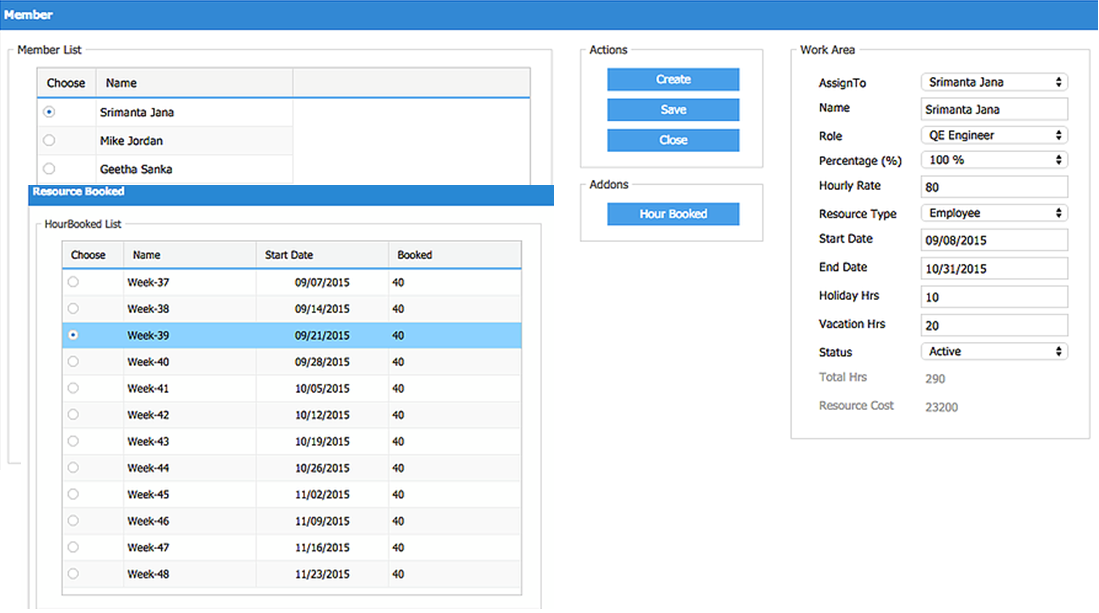 Member
Member List
Choose Name
Srimanta Jana
Mike Jordan
Geetha Sanka
Resource Booked
HourBooked List
Choose Name Start Date Booked
Week-37 09/07/2015 40
Week-38 09/14/2015 40
Week-39 09/21/2015 40
Week-40 09/28/2015 40
Week-41 10/05/2015 40
Week-42 10/12/2015 40
Week-43 10/19/2015 40
Week-44 10/26/2015 40
Week-45 11/02/2015 40
Week-46 11/09/2015 40
Week-47 11/16/2015 40
Week-48 11/23/2015 40
Actions
Create
Save
Close
Addons
Hour Booked
Work Area
AssignTo Srimanta Jana
Name Srimanta Jana
Role QE Engineer
Percentage (%) 100 %
Hourly Rate 80
Resource Type Employee
Start Date 09/08/2015
End Date 10/31/2015
Holiday Hrs 10
Vacation Hrs 20
Status Active
Total Hrs 290
Resource Cost 23200